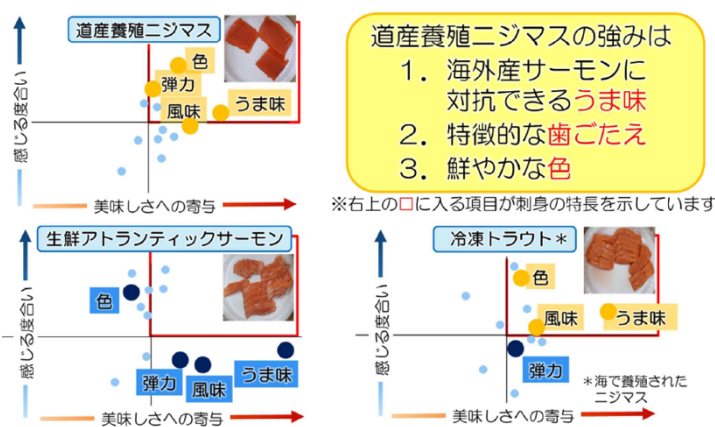 道産養殖ニジマス
色
弾力
風味
うま味
感じる度合い
美味しさへの寄与
道産養殖ニジマスの強みは
1．海外産サーモンに
対抗できるうま味
2．特徴的な歯ごたえ
3．鮮やかな色
※右上の□に入る項目が刺身の特長を示しています
生鮮アトランティックサーモン
色
弾力
風味
うま味
感じる度合い
美味しさへの寄与
冷凍トラウト＊
色
風味
うま味
弾力
感じる度合い
＊海で養殖された
ニジマス
美味しさへの寄与